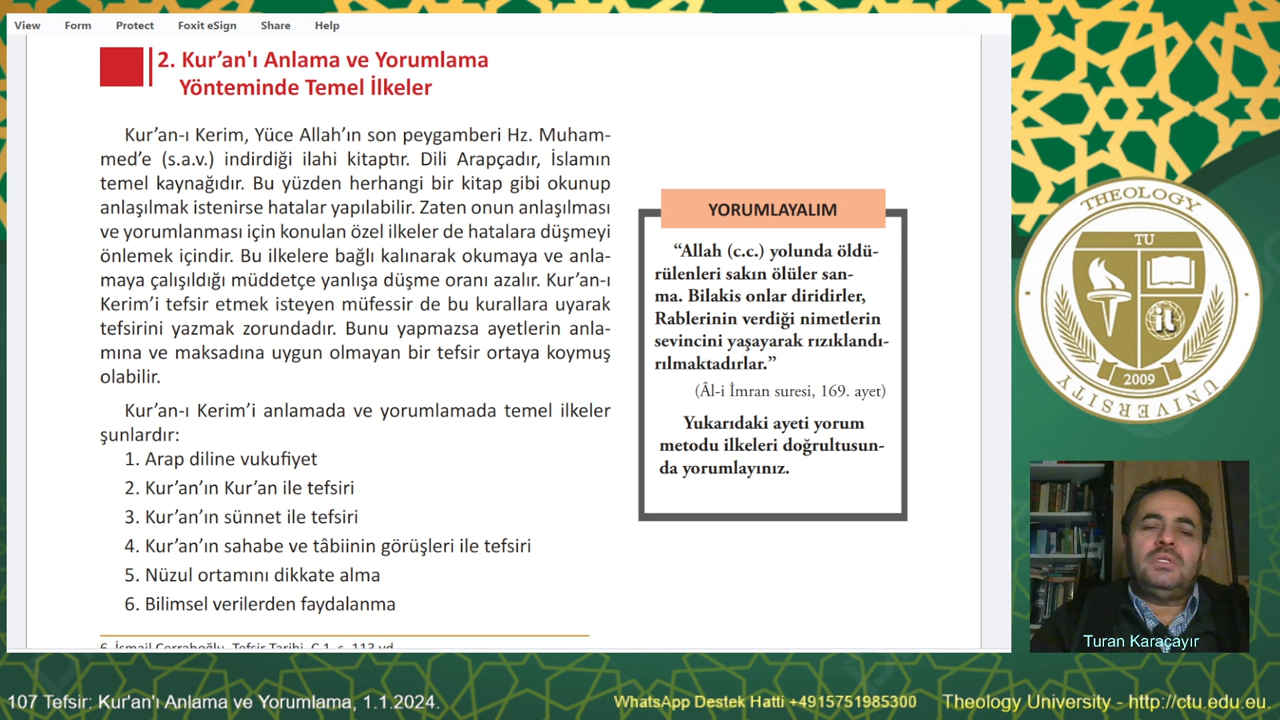 View Form Protect Foxit eSign Share Help
2. Kur’an'ı Anlama ve Yorumlama
Yönteminde Temel İlkeler
Kur’an-ı Kerim, Yüce Allah’ın son peygamberi Hz. Muham-
med’e (s.a.v.) indirdiği ilahi kitaptır. Dili Arapçadır, İslamın
temel kaynağıdır. Bu yüzden herhangi bir kitap gibi okunup
anlaşılmak istenirse hatalar yapılabilir. Zaten onun anlaşılması
ve yorumlanması için konulan özel ilkeler de hatalara düşmeyi
önlemek içindir. Bu ilkelere bağlı kalınarak okumaya ve anla-
maya çalışıldığı müddetçe yanlışa düşme oranı azalır. Kur’an-ı
Kerim’i tefsir etmek isteyen müfessir de bu kurallara uyarak
tefsirini yazmak zorundadır. Bunu yapmazsa ayetlerin anla-
mına ve maksadına uygun olmayan bir tefsir ortaya koymuş
olabilir.
Kur’an-ı Kerim’i anlamada ve yorumlamada temel ilkeler
şunlardır:
1. Arap diline vukufiyet
2. Kur’an’ın Kur’an ile tefsiri
3. Kur’an’ın sünnet ile tefsiri
4. Kur’an’ın sahabe ve tâbiinin görüşleri ile tefsiri
5. Nüzul ortamını dikkate alma
6. Bilimsel verilerden faydalanma
6. İsmail Cerrahoğlu, Tefsir Tarihi, C 1, s. 113 vd.
YORUMLAYALIM
“Allah (c.c.) yolunda öldü-
rülenleri sakın ölüler san-
ma. Bilakis onlar diridirler,
Rablerinin verdiği nimetlerin
sevincini yaşayarak rızıklandı-
rılmaktadırlar.”
(Âl-i İmran suresi, 169. ayet)
Yukarıdaki ayeti yorum
metodu ilkeleri doğrultusun-
da yorumlayınız.
THEOLOGY
TU
it
2009
UNIVERSITY
Turan Karaçayır
107 Tefsir: Kur'an'ı Anlama ve Yorumlama, 1.1.2024.
WhatsApp Destek Hatti +4915751985300
Theology University - http://ctu.edu.eu.